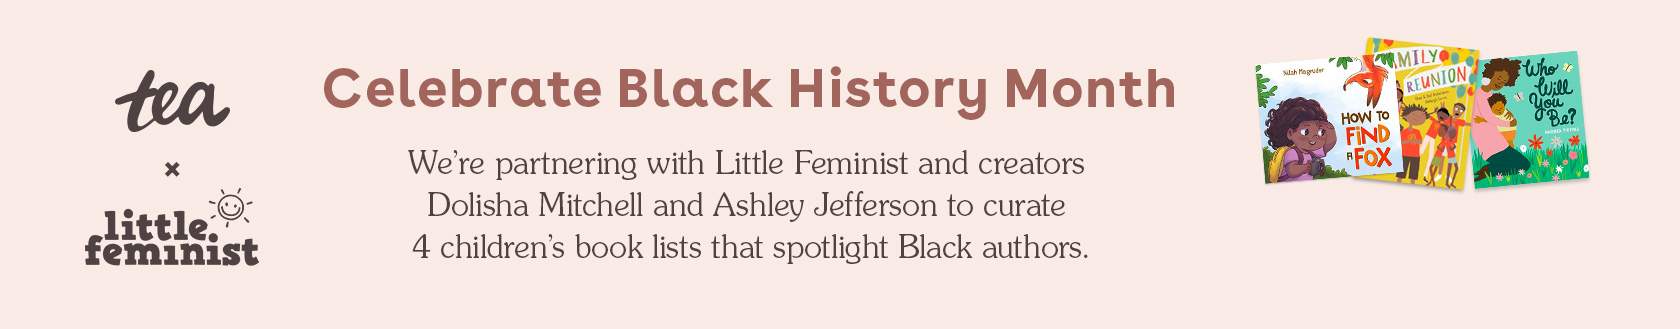 tea
×
little
feminist
Celebrate Black History Month
We're partnering with Little Feminist and creators
Dolisha Mitchell and Ashley Jefferson to curate
4 children's book lists that spotlight Black authors.
Nilah Magruder
HOW TO
FIND
A
FOX
MILY
REUNION
Who
Will
You
Be?